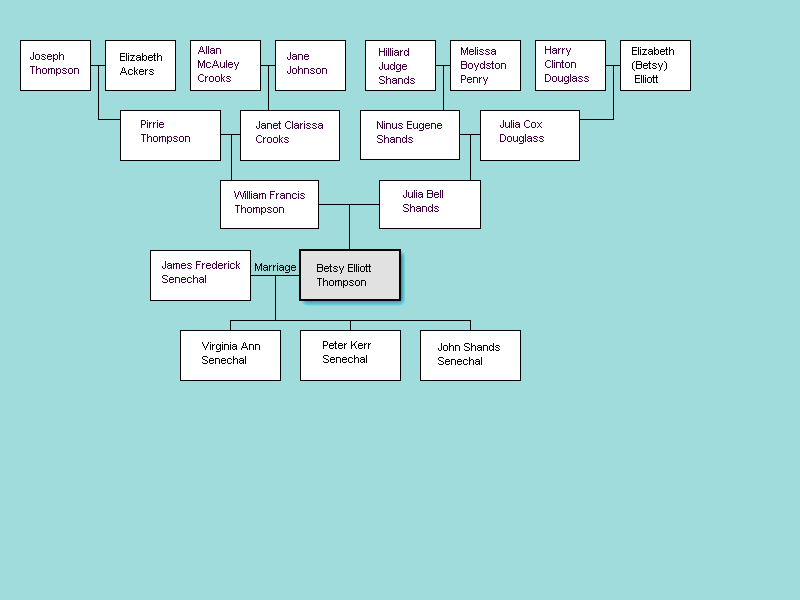 Joseph
Thompson
Elizabeth
Ackers
Allan
McAuley
Crooks
Jane
Johnson
Hilliard
Judge
Shands
Melissa
Boydston
Penry
Harry
Clinton
Douglass
Elizabeth
(Betsy)
Elliott
Pirrie
Thompson
Janet Clarissa
Crooks
Ninus Eugene
Shands
Julia Cox
Douglass
William Francis
Thompson
Julia Bell
Shands
James Frederick
Senechal
Marriage
Betsy Elliott
Thompson
Virginia Ann
Senechal
Peter Kerr
Senechal
John Shands
Senechal